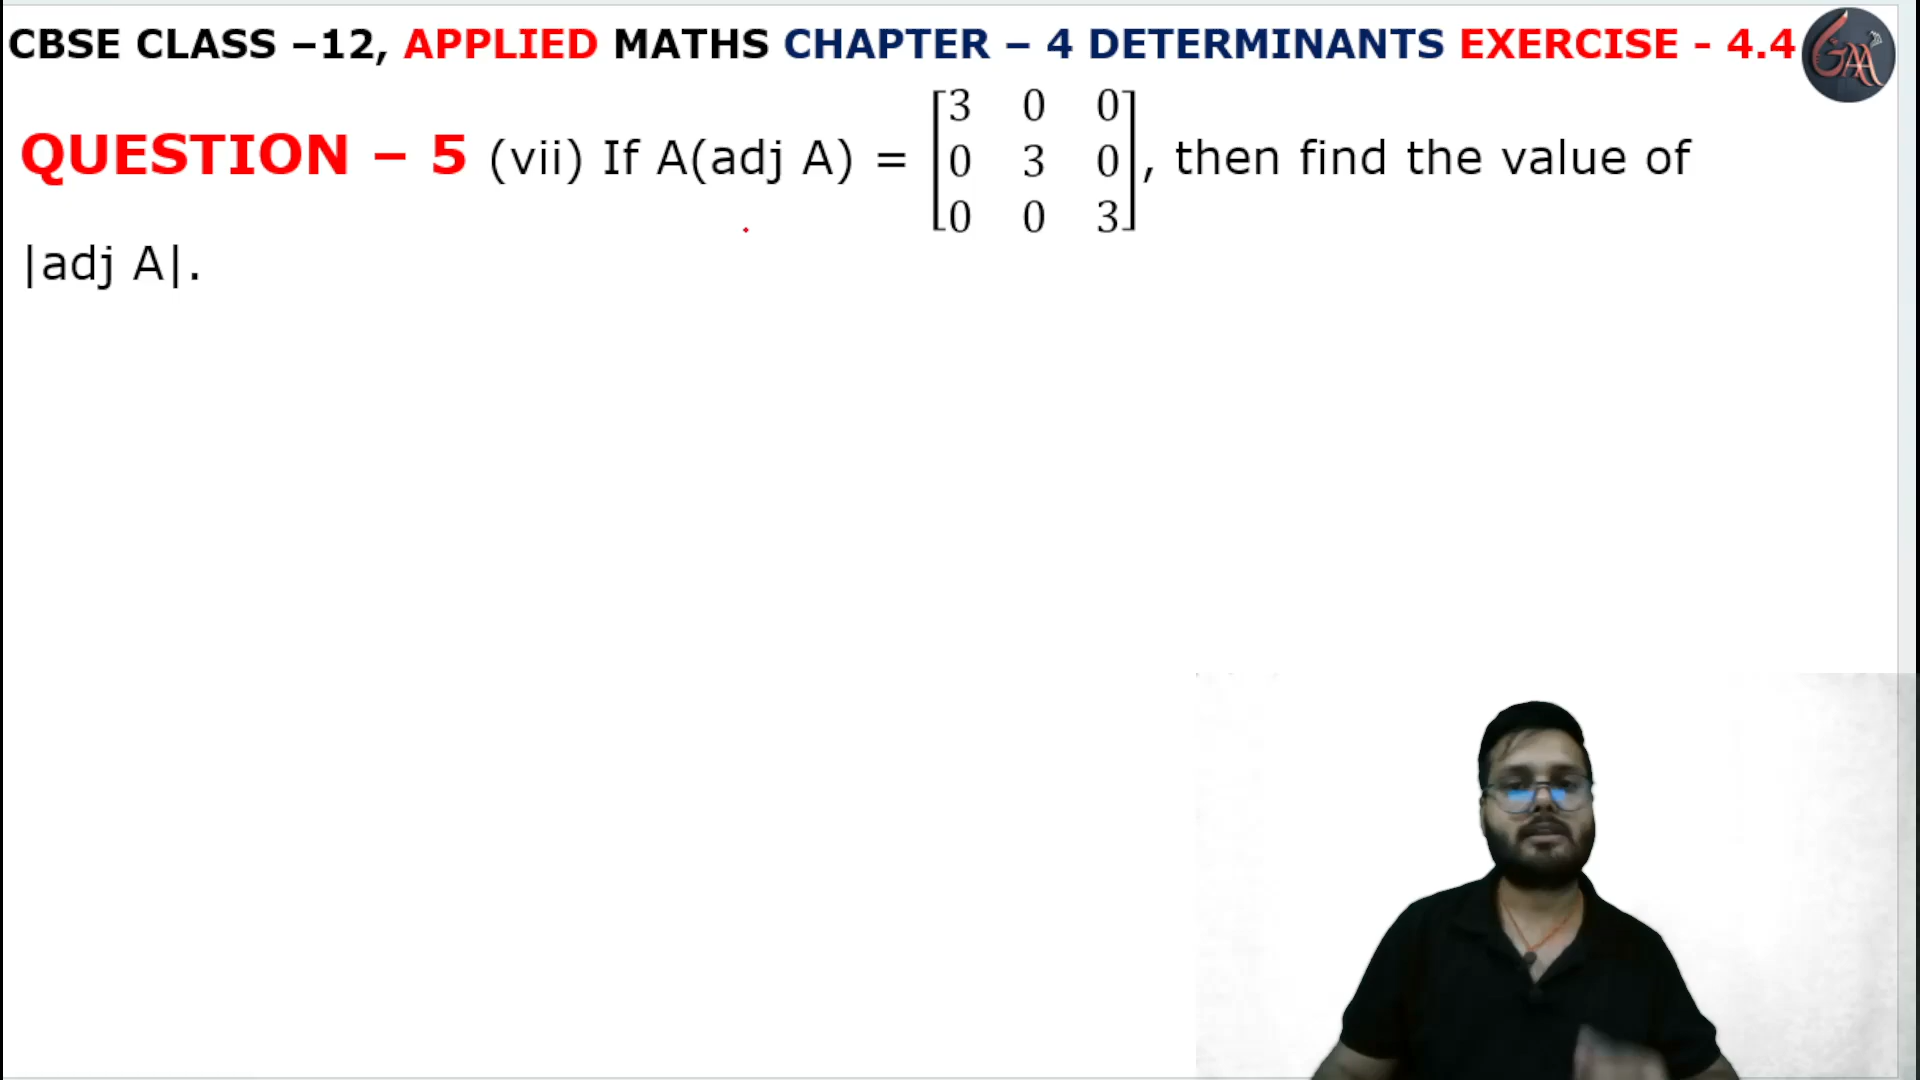 CBSE CLASS –12, APPLIED MATHS CHAPTER – 4 DETERMINANTS EXERCISE - 4.4
QUESTION – 5 (vii) If A(adj A) = [3 0 0
0 3 0
0 0 3], then find the value of
|adj A|.